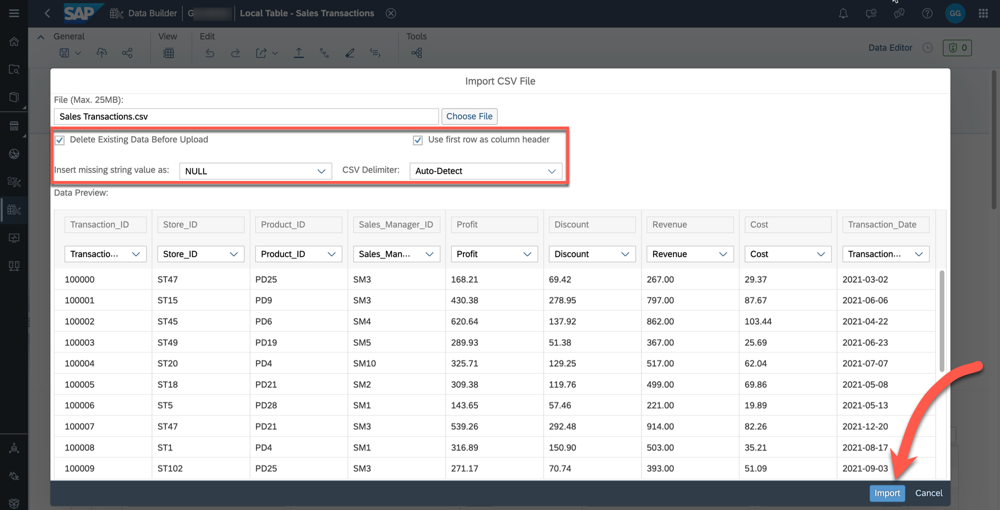 SAP Data Builder G Local Table - Sales Transactions GG
General View Edit Tools
Data Editor 0
Import CSV File
File (Max. 25MB):
Sales Transactions.csv Choose File
Delete Existing Data Before Upload Use first row as column header
Insert missing string value as: NULL CSV Delimiter: Auto-Detect
Data Preview:
Transaction_ID Store_ID Product_ID Sales_Manager_ID Profit Discount Revenue Cost Transaction_Date
Transactio... Store_ID Product_ID Sales_Man... Profit Discount Revenue Cost Transaction...
100000 ST47 PD25 SM3 168.21 69.42 267.00 29.37 2021-03-02
100001 ST15 PD9 SM3 430.38 278.95 797.00 87.67 2021-06-06
100002 ST45 PD6 SM4 620.64 137.92 862.00 103.44 2021-04-22
100003 ST49 PD19 SM5 289.93 51.38 367.00 25.69 2021-06-23
100004 ST20 PD4 SM10 325.71 129.25 517.00 62.04 2021-07-07
100005 ST18 PD21 SM2 309.38 119.76 499.00 69.86 2021-05-08
100006 ST5 PD28 SM1 143.65 57.46 221.00 19.89 2021-05-13
100007 ST47 PD21 SM3 539.26 292.48 914.00 82.26 2021-12-20
100008 ST1 PD4 SM1 316.89 150.90 503.00 35.21 2021-08-17
100009 ST102 PD25 SM3 271.17 70.74 393.00 51.09 2021-09-03
Import Cancel